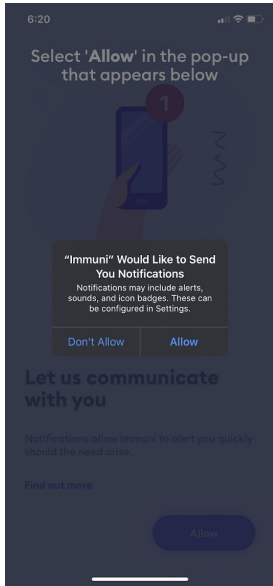 6:20
Select 'Allow' in the pop-up
that appears below
1
"Immuni" Would Like to Send
You Notifications
Notifications may include alerts,
sounds, and icon badges. These can
be configured in Settings.
Don't Allow
Allow
Let us communicate
with you
Notifications allow Immuni to alert you quickly
should the need arise.
Find out more
Allow